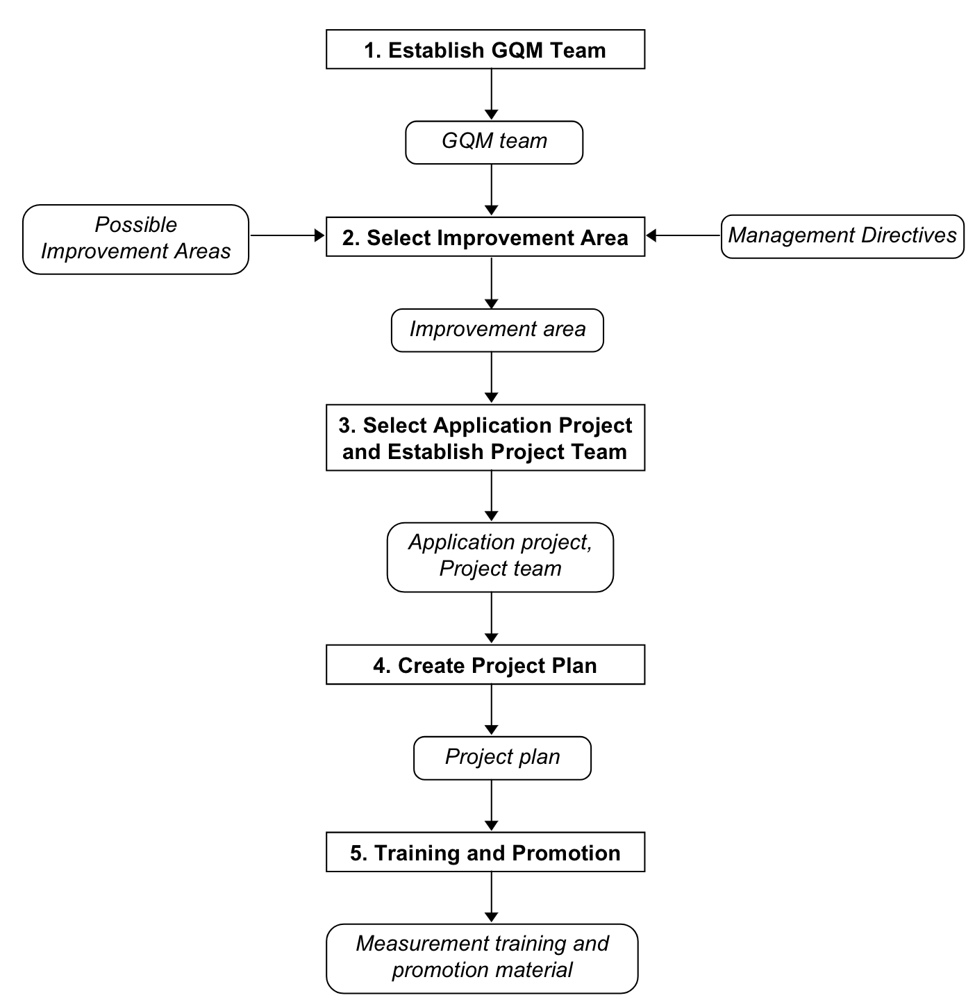 1. Establish GQM Team
GQM team
Possible
Improvement Areas
2. Select Improvement Area
Management Directives
Improvement area
3. Select Application Project
and Establish Project Team
Application project,
Project team
4. Create Project Plan
Project plan
5. Training and Promotion
Measurement training and
promotion material